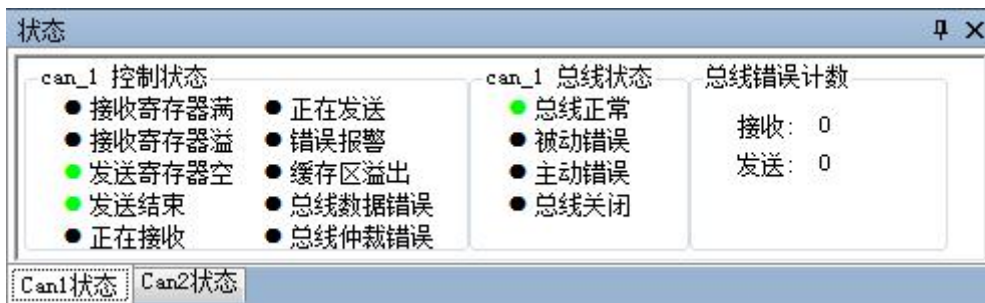 状态
can_1 控制状态
接收寄存器满
接收寄存器溢
发送寄存器空
发送结束
正在接收
正在发送
错误报警
缓存区溢出
总线数据错误
总线仲裁错误
can_1 总线状态
总线正常
被动错误
主动错误
总线关闭
总线错误计数
接收: 0
发送: 0
Can1状态
Can2状态